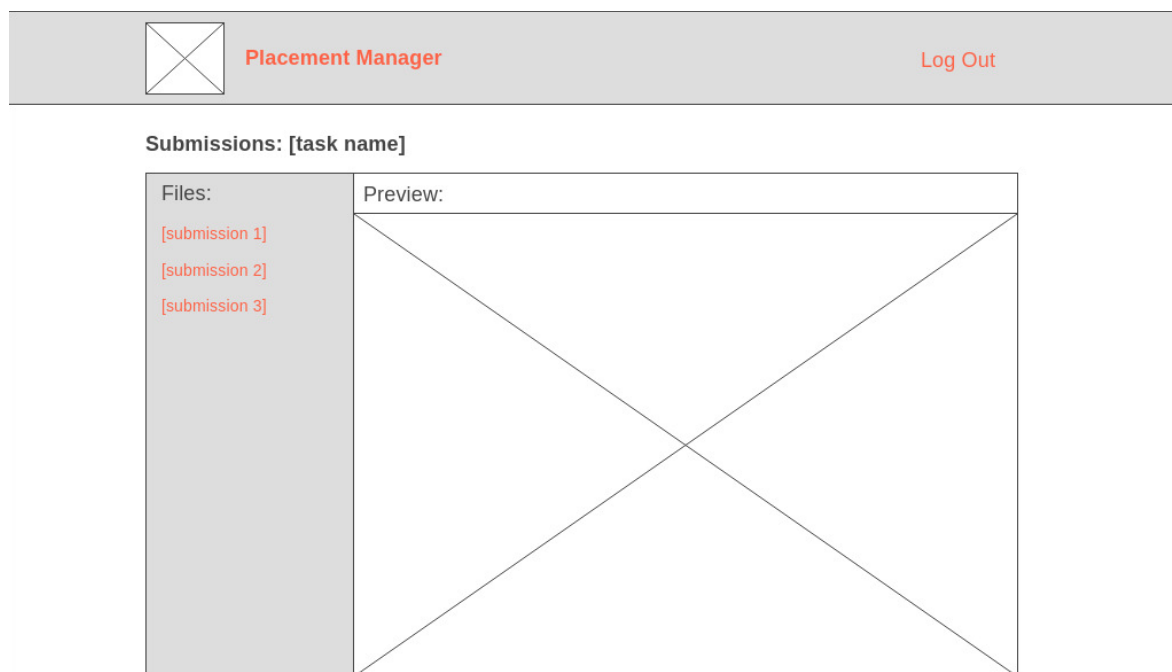 Placement Manager
Log Out
Submissions: [task name]
Files:
[submission 1]
[submission 2]
[submission 3]
Preview: